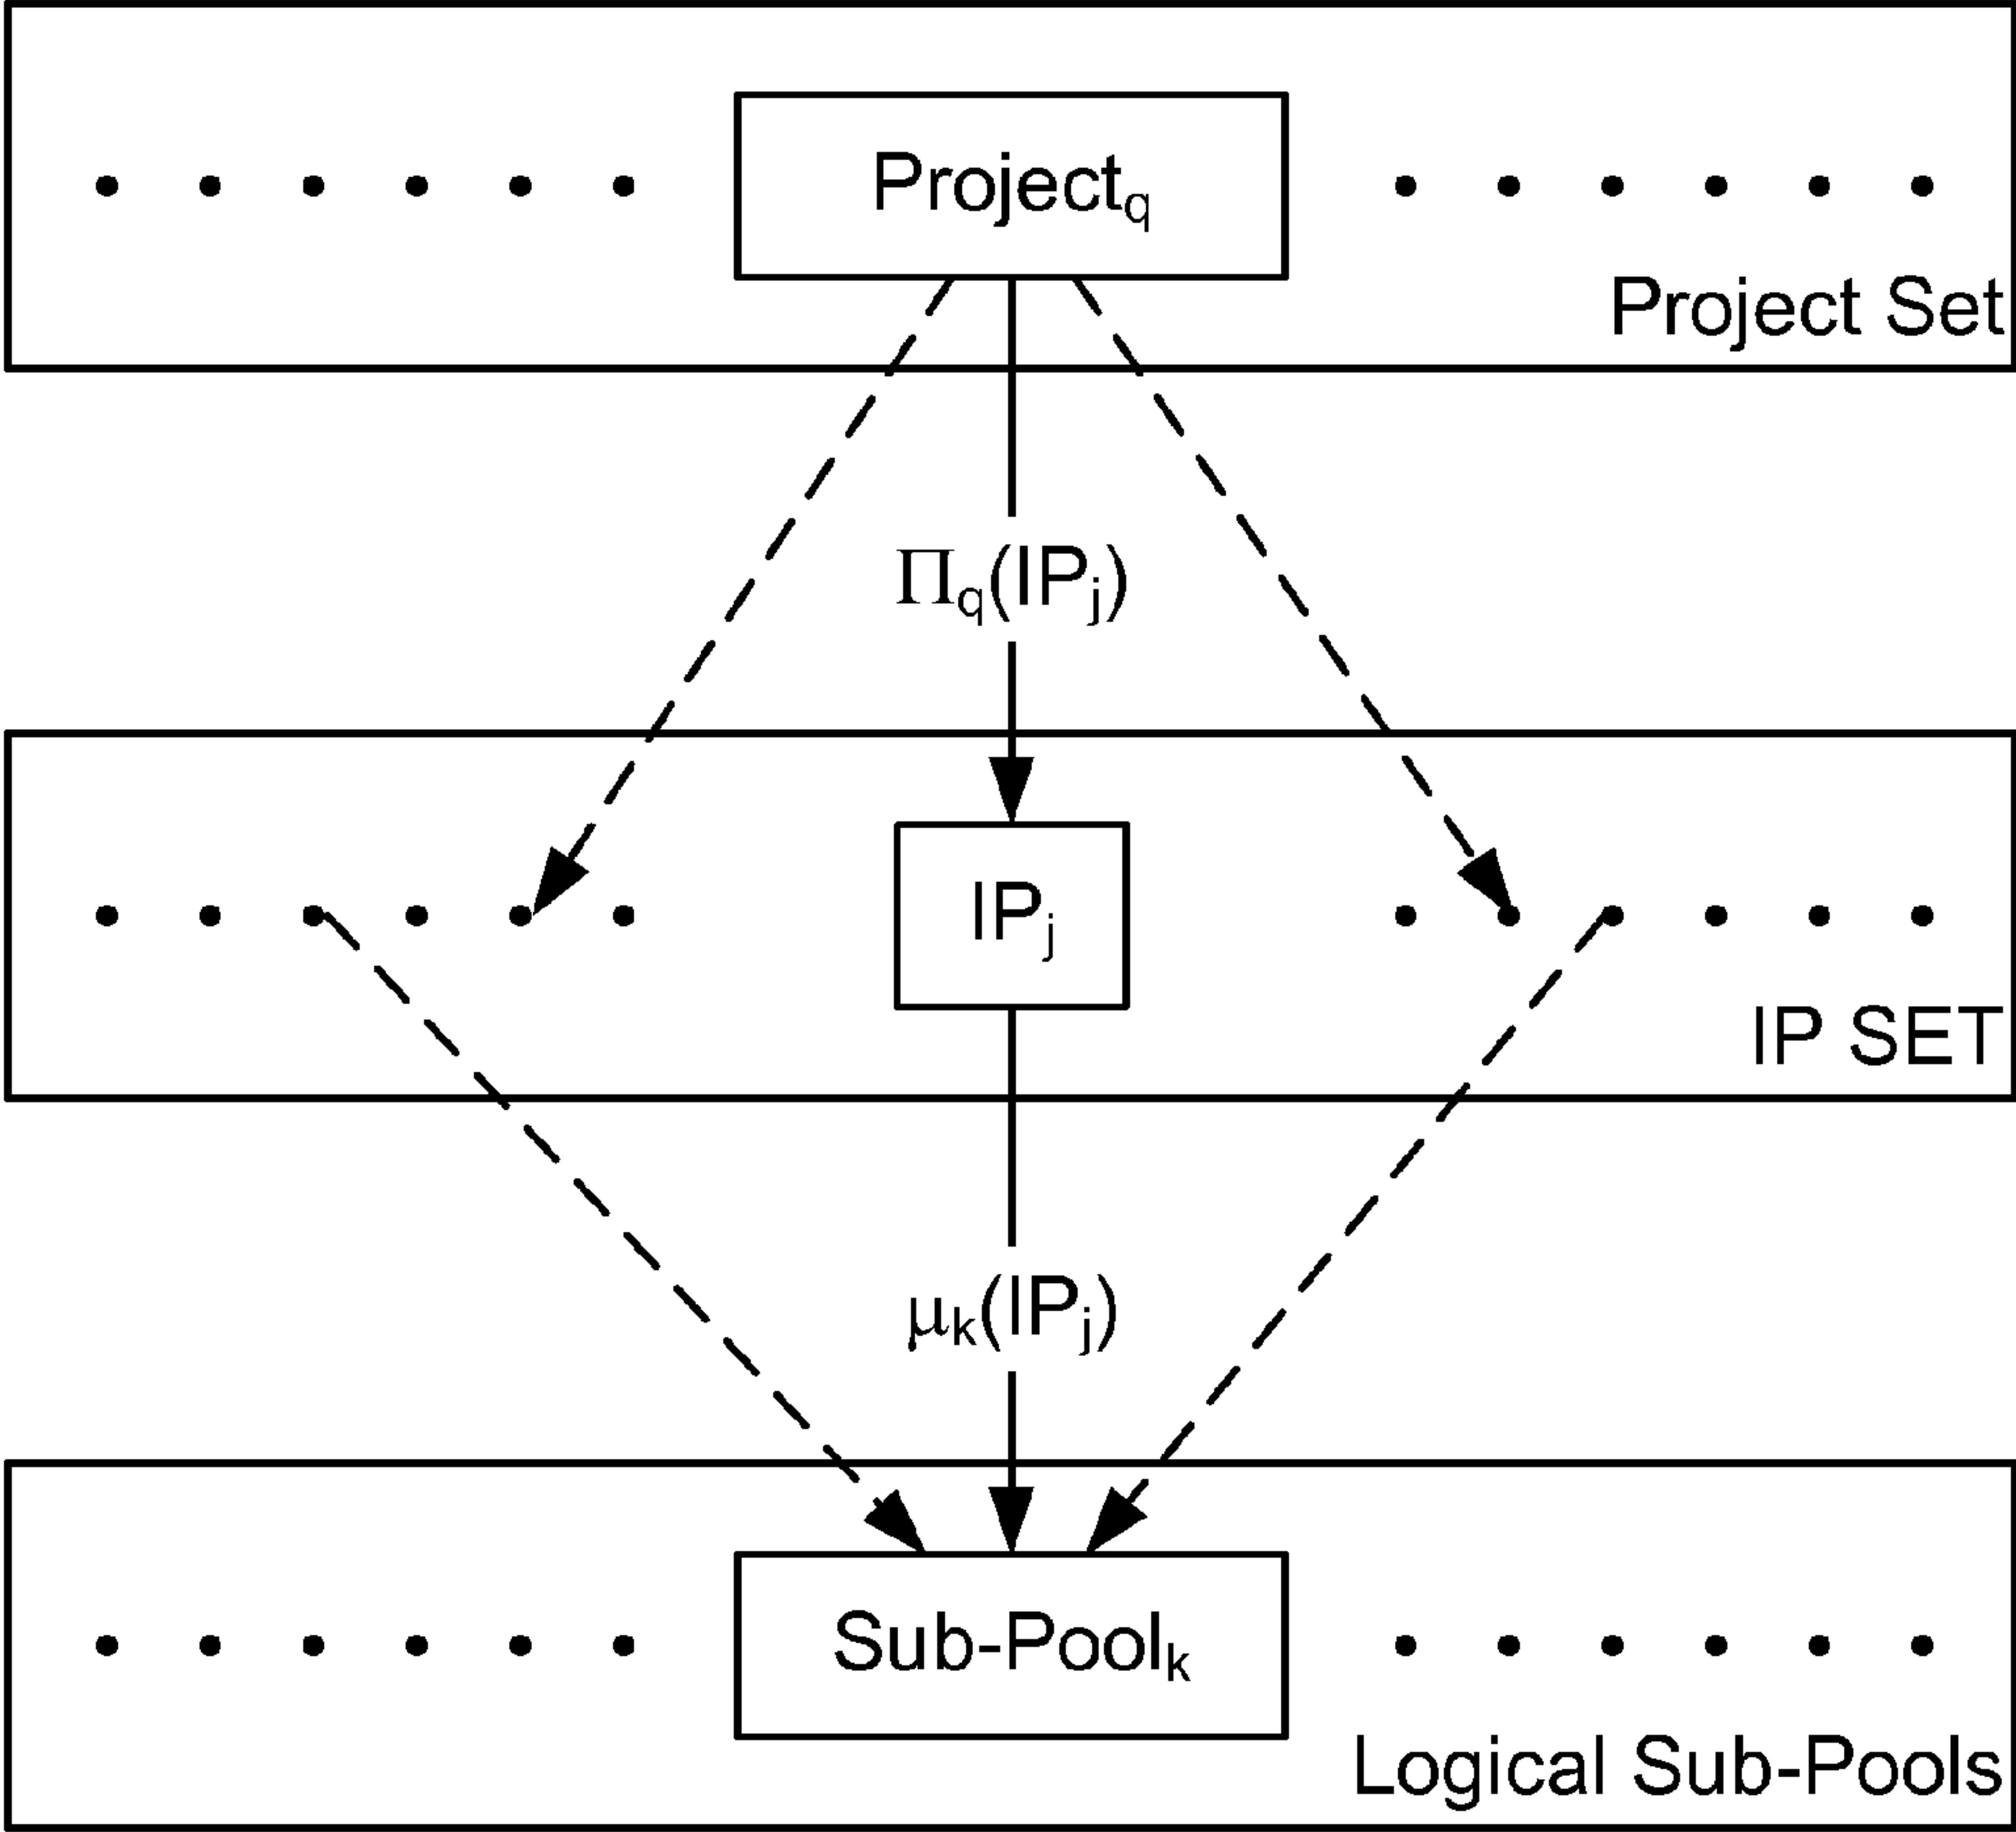 Projectq
Project Set
Πq(IPj)
IPj
IP SET
μk(IPj)
Sub-Poolk
Logical Sub-Pools